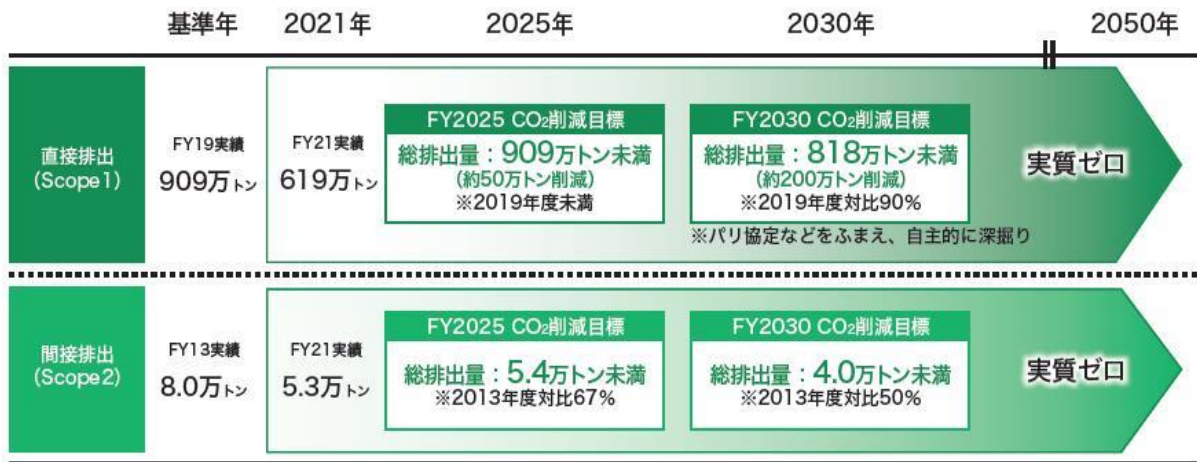 基準年 2021年 2025年 2030年 2050年
直接排出
(Scope1)
FY19実績
909万トン
FY21実績
619万トン
FY2025 CO₂削減目標
総排出量：909万トン未満
(約50万トン削減)
※2019年度未満
FY2030 CO₂削減目標
総排出量：818万トン未満
(約200万トン削減)
※2019年度対比90%
※パリ協定などをふまえ、自主的に深掘り
実質ゼロ
間接排出
(Scope2)
FY13実績
8.0万トン
FY21実績
5.3万トン
FY2025 CO₂削減目標
総排出量：5.4万トン未満
※2013年度対比67%
FY2030 CO₂削減目標
総排出量：4.0万トン未満
※2013年度対比50%
実質ゼロ